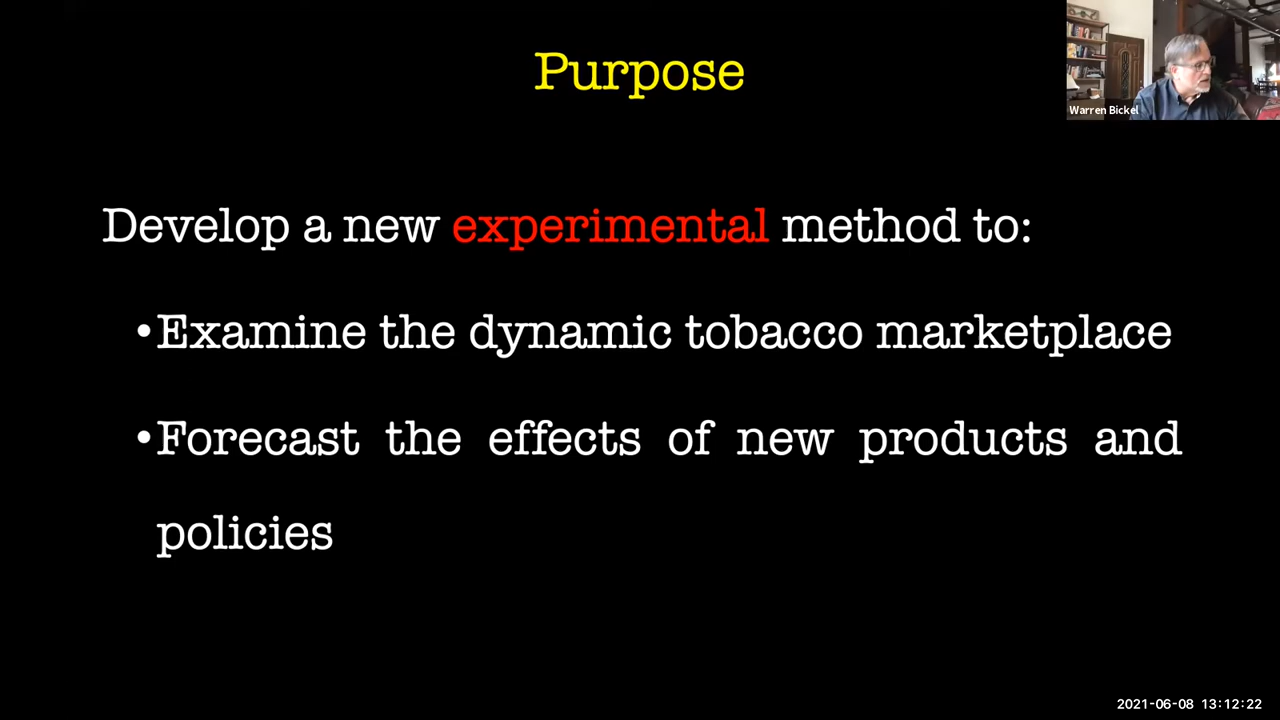 Purpose
Warren Bickel
Develop a new experimental method to:
•Examine the dynamic tobacco marketplace
•Forecast the effects of new products and
policies
2021-06-08 13:12:22